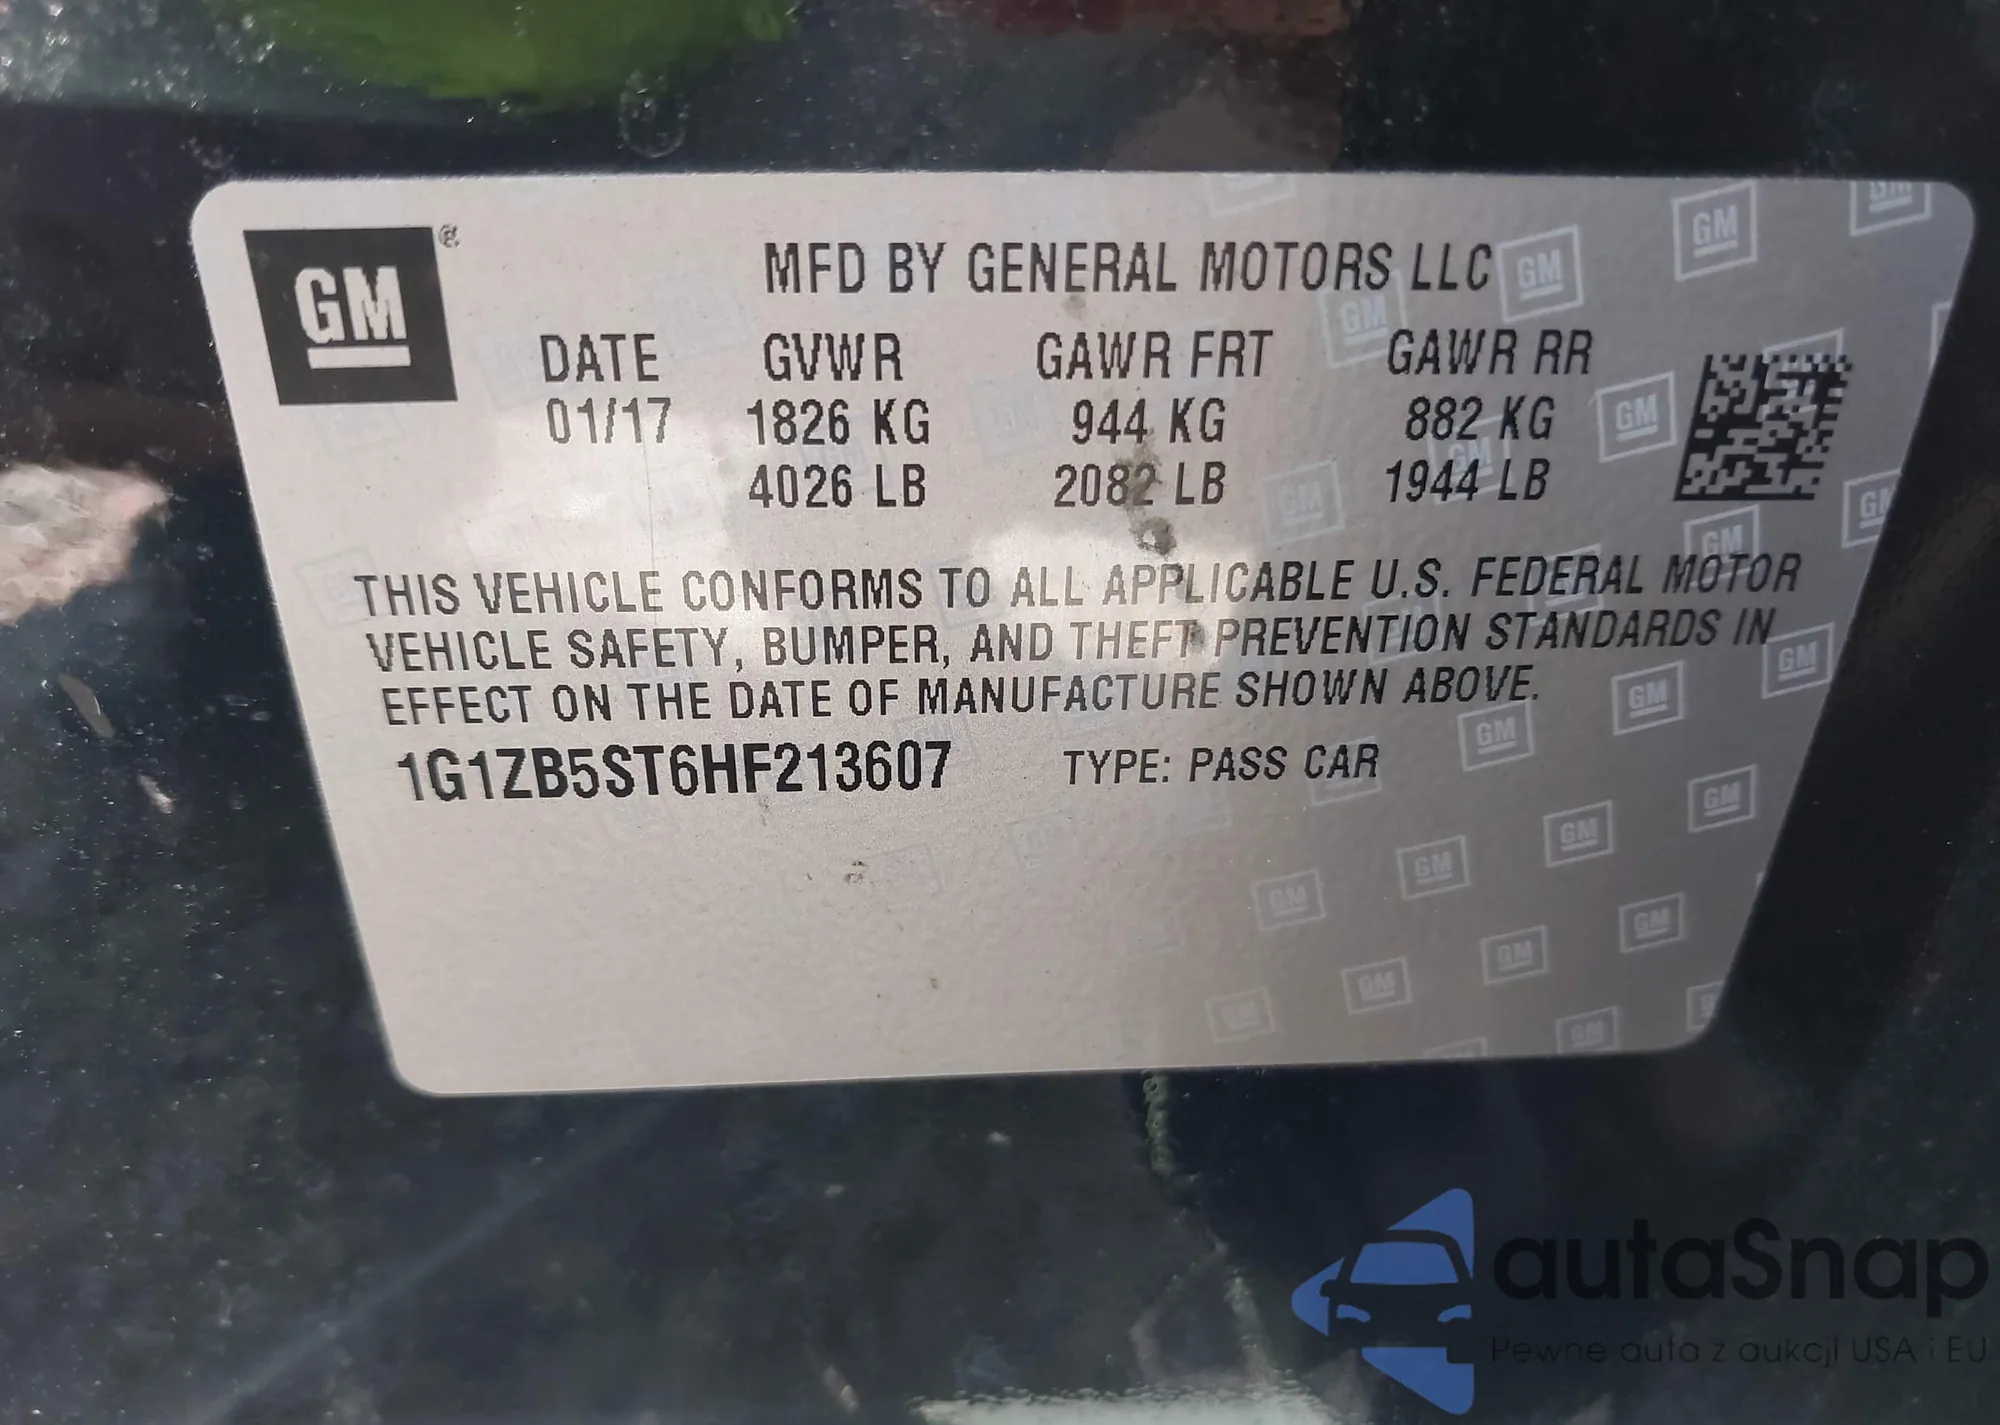 GM
MFD BY GENERAL MOTORS LLC
DATE GVWR GAWR FRT GAWR RR
01/17 1826 KG 944 KG 882 KG
4026 LB 2082 LB 1944 LB
THIS VEHICLE CONFORMS TO ALL APPLICABLE U.S. FEDERAL MOTOR
VEHICLE SAFETY, BUMPER, AND THEFT PREVENTION STANDARDS IN
EFFECT ON THE DATE OF MANUFACTURE SHOWN ABOVE.
1G1ZB5ST6HF213607 TYPE: PASS CAR
autaSnap
Pewne auta z aukcji USA i EU